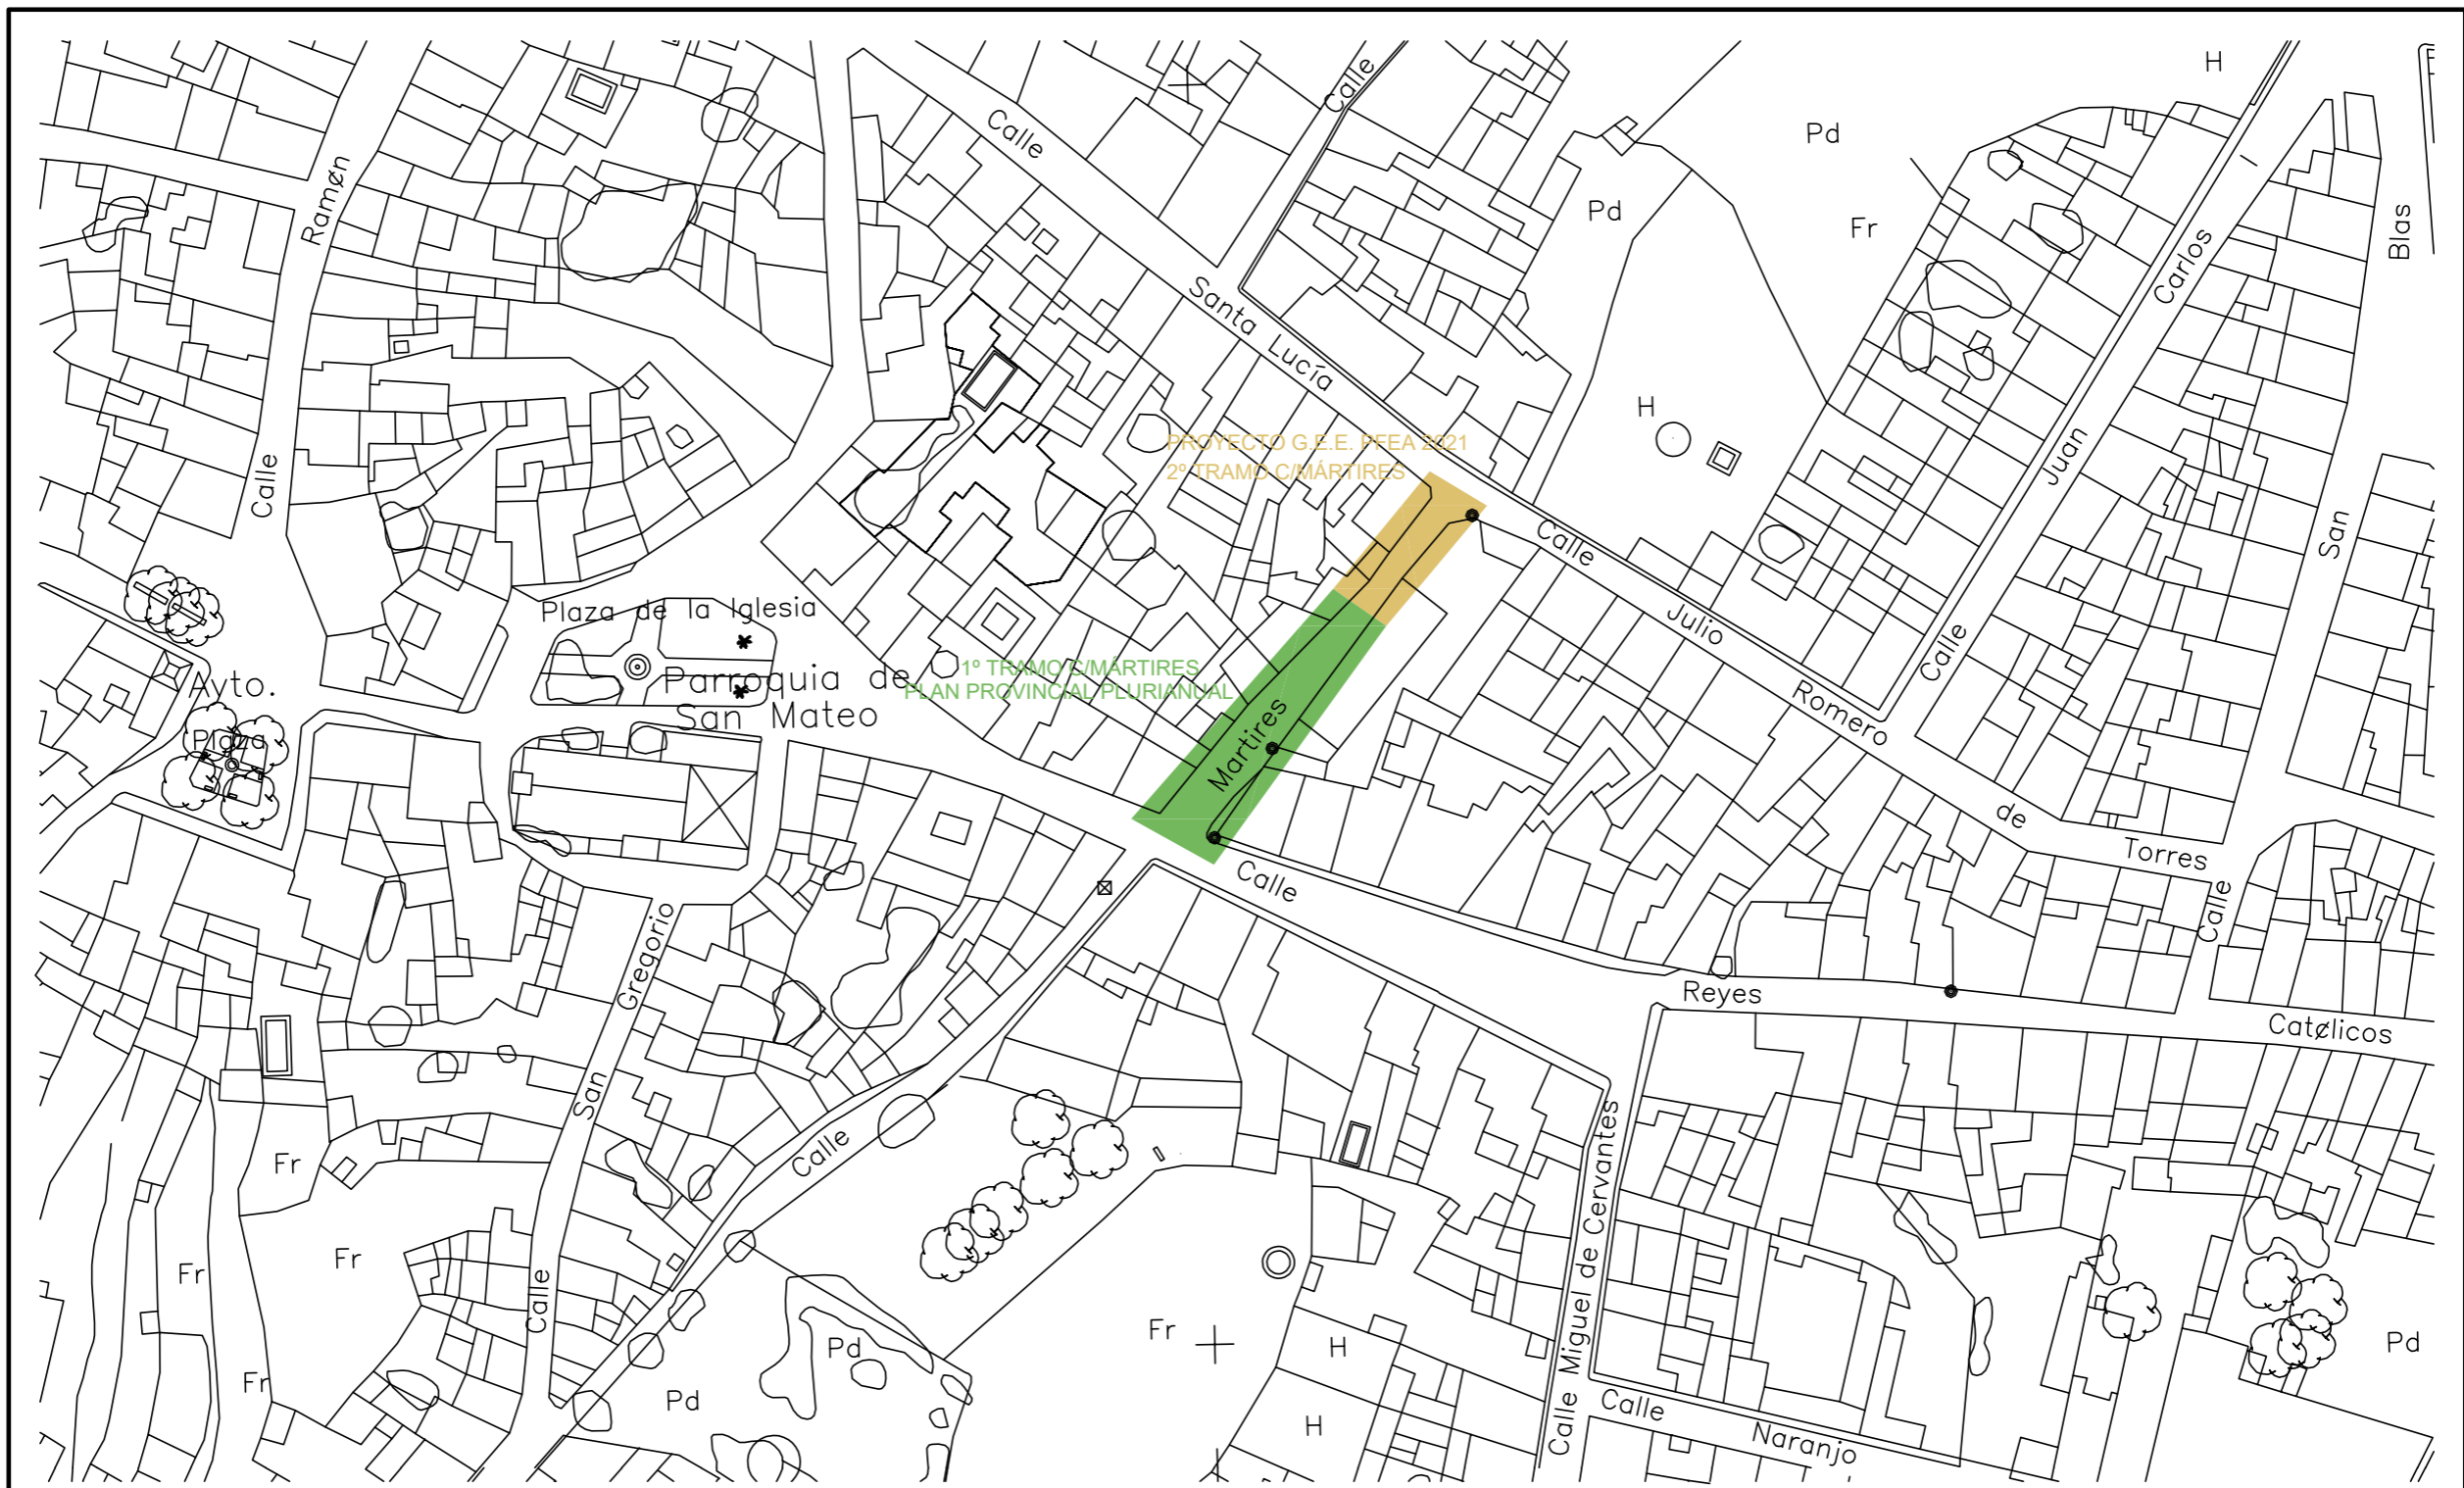 H
Calle
Calle
Pd
Ramøn
Pd
Fr
Blas
Carlos I
Santa Lucía
H
Juan
PROYECTO G.E.E. PFEA 2021
2º TRAMO C/MÁRTIRES
Calle
Calle
San
Plaza de la Iglesia
Julio
Calle
1º TRAMO C/MÁRTIRES
Parroquia de
PLAN PROVINCIAL PLURIANUAL
Ayto.
Romero
San Mateo
Plaza
Martires
de
Torres
Calle
Calle
Gregorio
Reyes
Catølicos
San
Calle
Fr
Calle Miguel de Cervantes
Fr
Fr
Calle
Fr
H
Pd
Pd
Fr
Pd
Calle
H
Naranjo